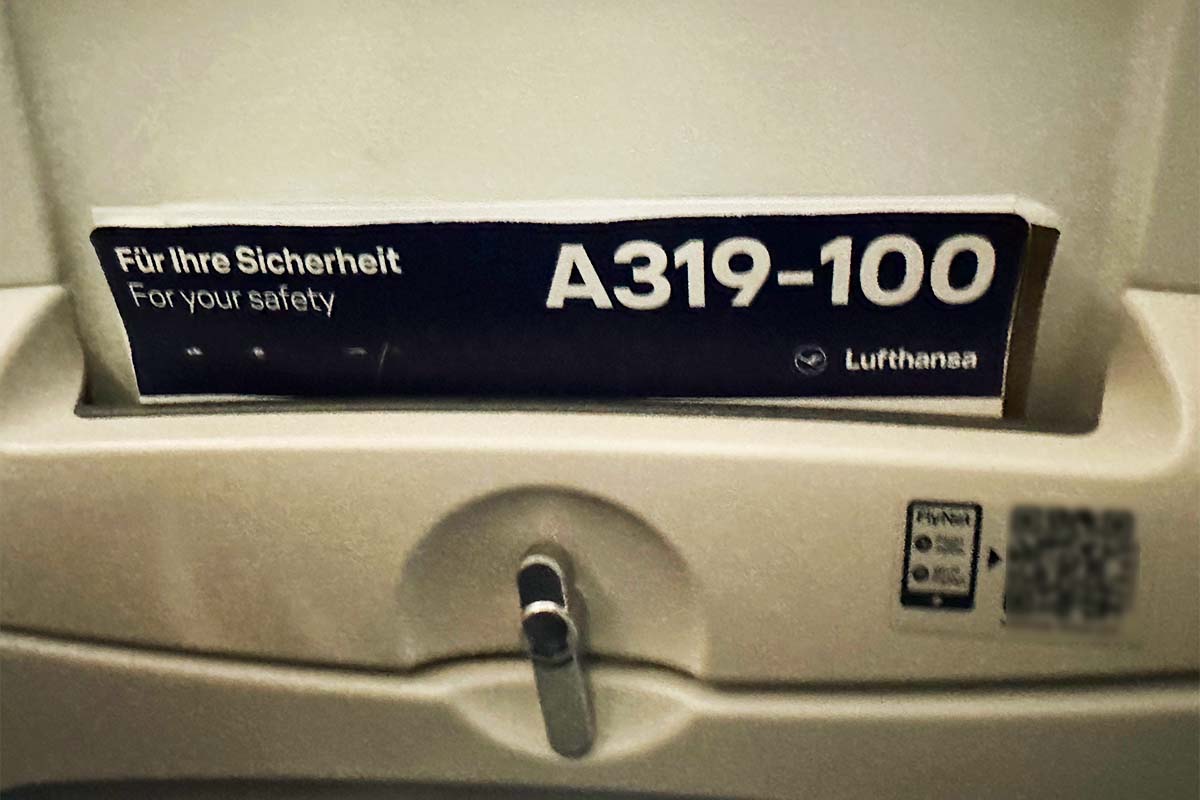 Für Ihre Sicherheit
For your safety
A319-100
Lufthansa
FlyNet